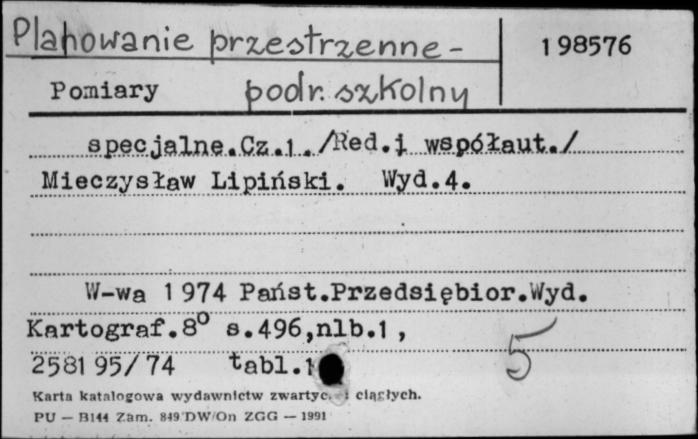 Planowanie przestrzenne - 198576
Pomiary podr. szkolny
specjalne.Cz.1./Red.i współaut./
Mieczysław Lipiński. Wyd.4.
W-wa 1974 Państ.Przedsiębior.Wyd.
Kartograf.8° s.496,nlb.1,
258195/74 tabl.1 5
Karta katalogowa wydawnictw zwartyc. i ciągłych.
PU — B144 Zam. 849/DW/On ZGG — 1991